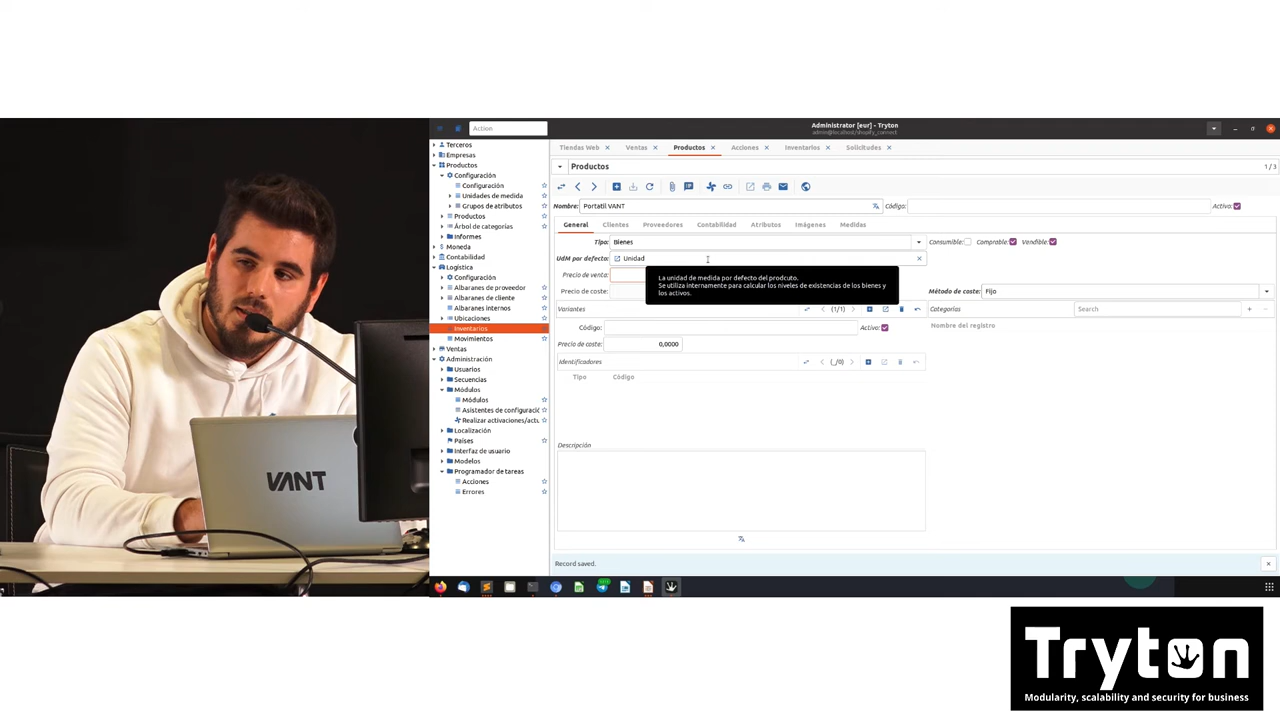 Administrator [eur] - Tryton
admin@localhost/shopify_connect
Action
Terceros
Empresas
Productos
Configuración
Configuración
Unidades de medida
Grupos de atributos
Productos
Árbol de categorías
Informes
Moneda
Contabilidad
Logística
Configuración
Albaranes de proveedor
Albaranes de cliente
Albaranes internos
Ubicaciones
Inventarios
Movimientos
Ventas
Administración
Usuarios
Secuencias
Módulos
Módulos
Asistentes de configuració
Realizar activaciones/actu
Localización
Países
Interfaz de usuario
Modelos
Programador de tareas
Acciones
Errores
Tiendas Web
Ventas
Productos
Acciones
Inventarios
Solicitudes
Productos
1 / 3
Nombre: Portatil VANT
Código:
Activo:
General Clientes Proveedores Contabilidad Atributos Imágenes Medidas
Tipo: Bienes
Consumible: Comprable: Vendible:
UdM por defecto: Unidad
La unidad de medida por defecto del prodcuto.
Se utiliza internamente para calcular los niveles de existencias de los bienes y
los activos.
Precio de venta:
Precio de coste:
Método de coste: Fijo
Variantes (1/1)
Categorías Search
Código: Activo:
Nombre del registro
Precio de coste: 0,0000
Identificadores (_/0)
Tipo Código
Descripción
Record saved.
VANT
Tryton
Modularity, scalability and security for business